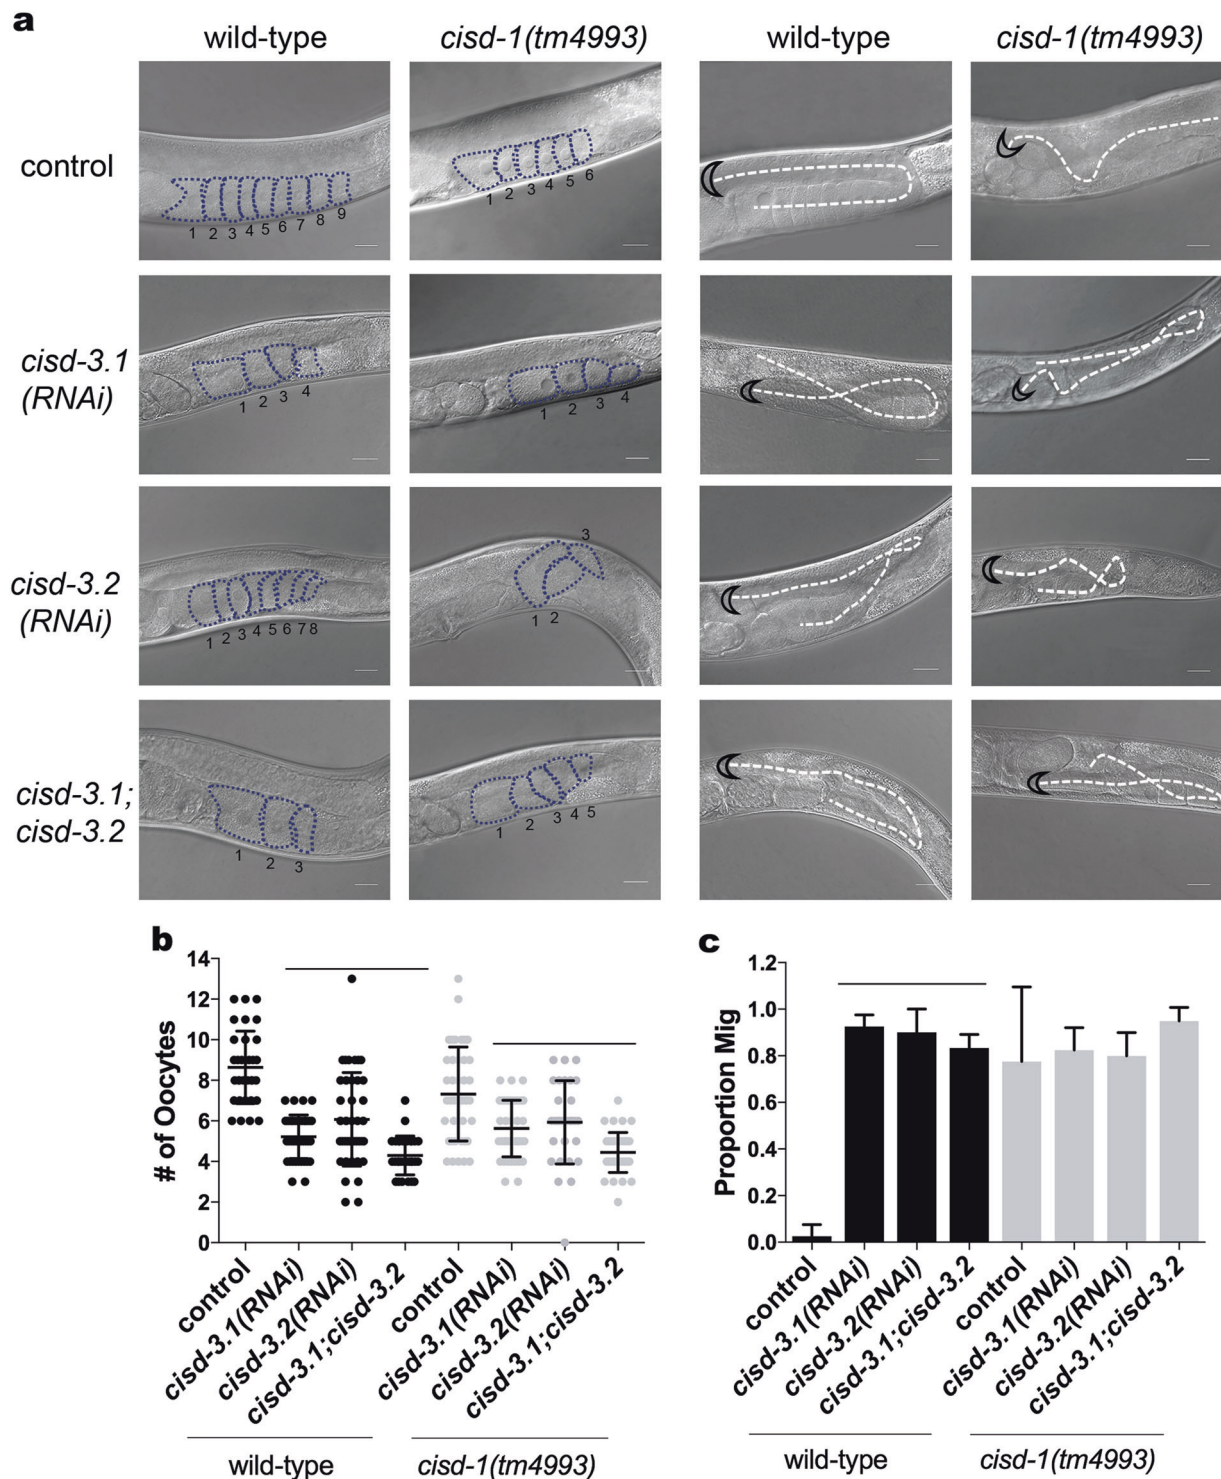 a
wild-type
cisd-1(tm4993)
wild-type
cisd-1(tm4993)
control
1 2 3 4 5 6 7 8 9
1 2 3 4 5 6
cisd-3.1
(RNAi)
1 2 3 4
1 2 3 4
cisd-3.2
(RNAi)
1 2 3 4 5 6 7 8
1 2 3
cisd-3.1;
cisd-3.2
1 2 3
1 2 3 4 5
b
# of Oocytes
14
12
10
8
6
4
2
0
control
cisd-3.1(RNAi)
cisd-3.2(RNAi)
cisd-3.1;cisd-3.2
control
cisd-3.1(RNAi)
cisd-3.2(RNAi)
cisd-3.1;cisd-3.2
wild-type
cisd-1(tm4993)
c
Proportion Mig
1.2
1.0
0.8
0.6
0.4
0.2
0.0
control
cisd-3.1(RNAi)
cisd-3.2(RNAi)
cisd-3.1;cisd-3.2
control
cisd-3.1(RNAi)
cisd-3.2(RNAi)
cisd-3.1;cisd-3.2
wild-type
cisd-1(tm4993)